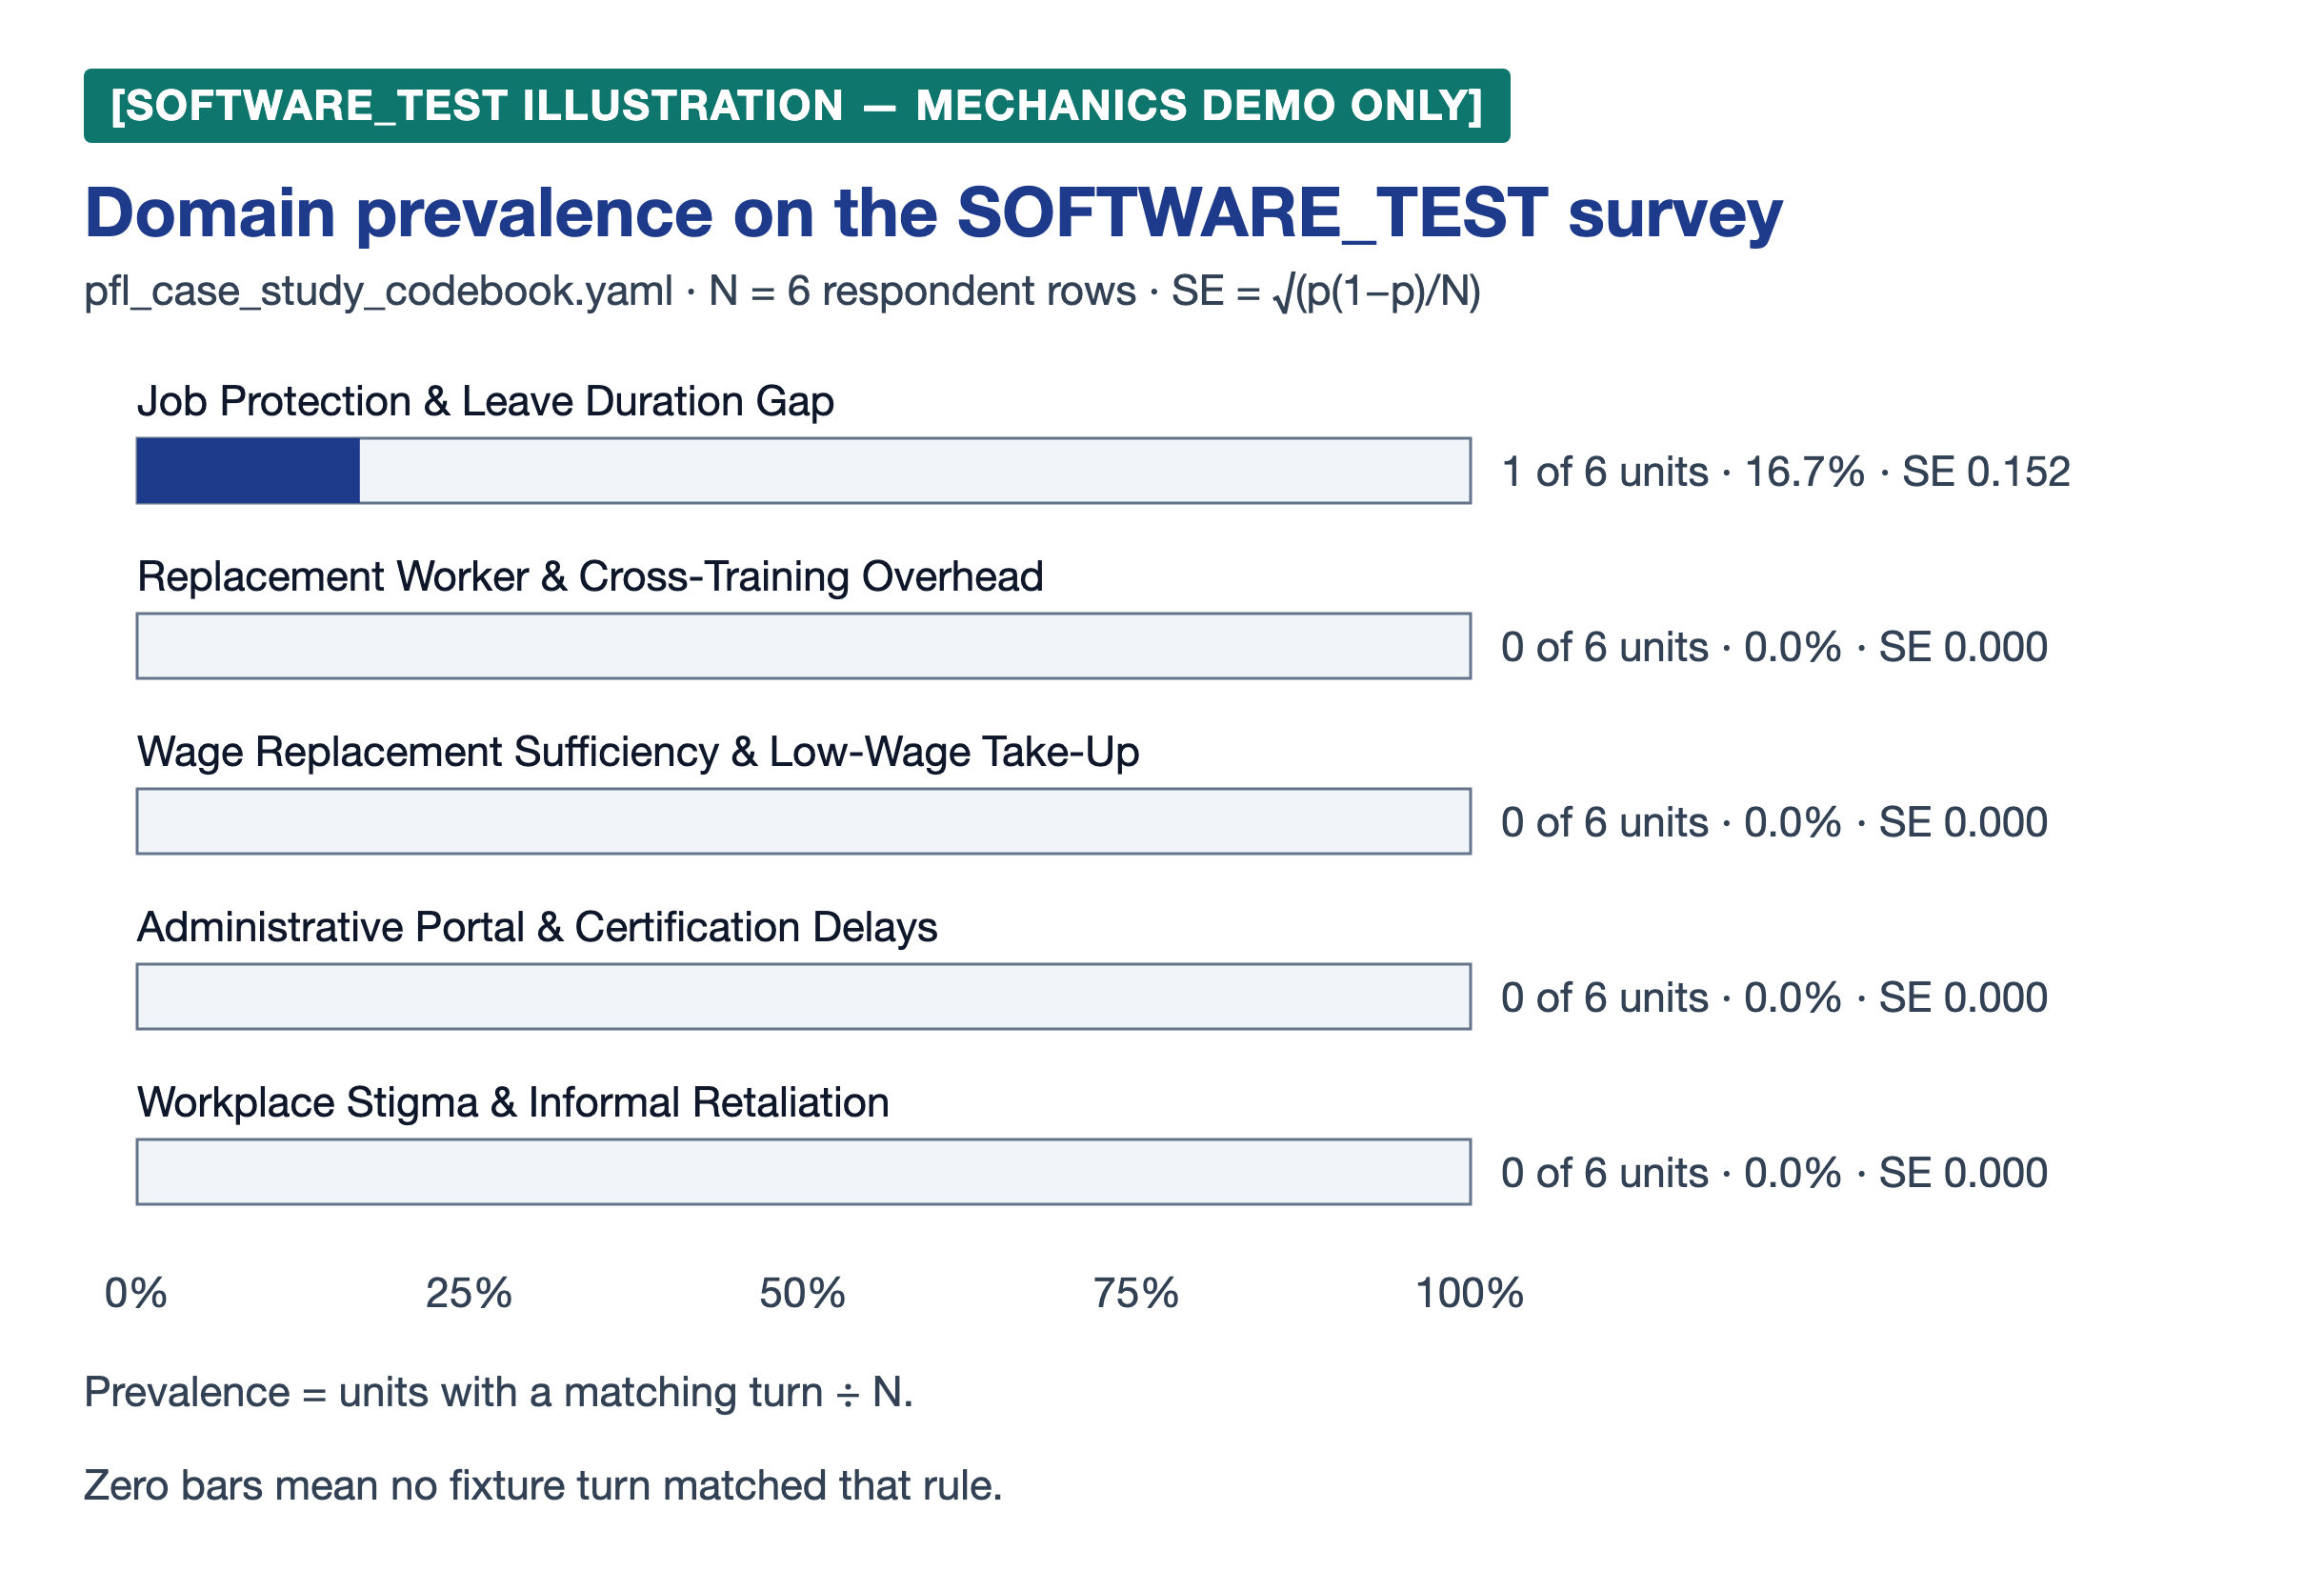 [SOFTWARE_TEST ILLUSTRATION — MECHANICS DEMO ONLY]
Domain prevalence on the SOFTWARE_TEST survey
pfl_case_study_codebook.yaml · N = 6 respondent rows · SE = √(p(1−p)/N)
Job Protection & Leave Duration Gap
1 of 6 units · 16.7% · SE 0.152
Replacement Worker & Cross-Training Overhead
0 of 6 units · 0.0% · SE 0.000
Wage Replacement Sufficiency & Low-Wage Take-Up
0 of 6 units · 0.0% · SE 0.000
Administrative Portal & Certification Delays
0 of 6 units · 0.0% · SE 0.000
Workplace Stigma & Informal Retaliation
0 of 6 units · 0.0% · SE 0.000
0% 25% 50% 75% 100%
Prevalence = units with a matching turn ÷ N.
Zero bars mean no fixture turn matched that rule.